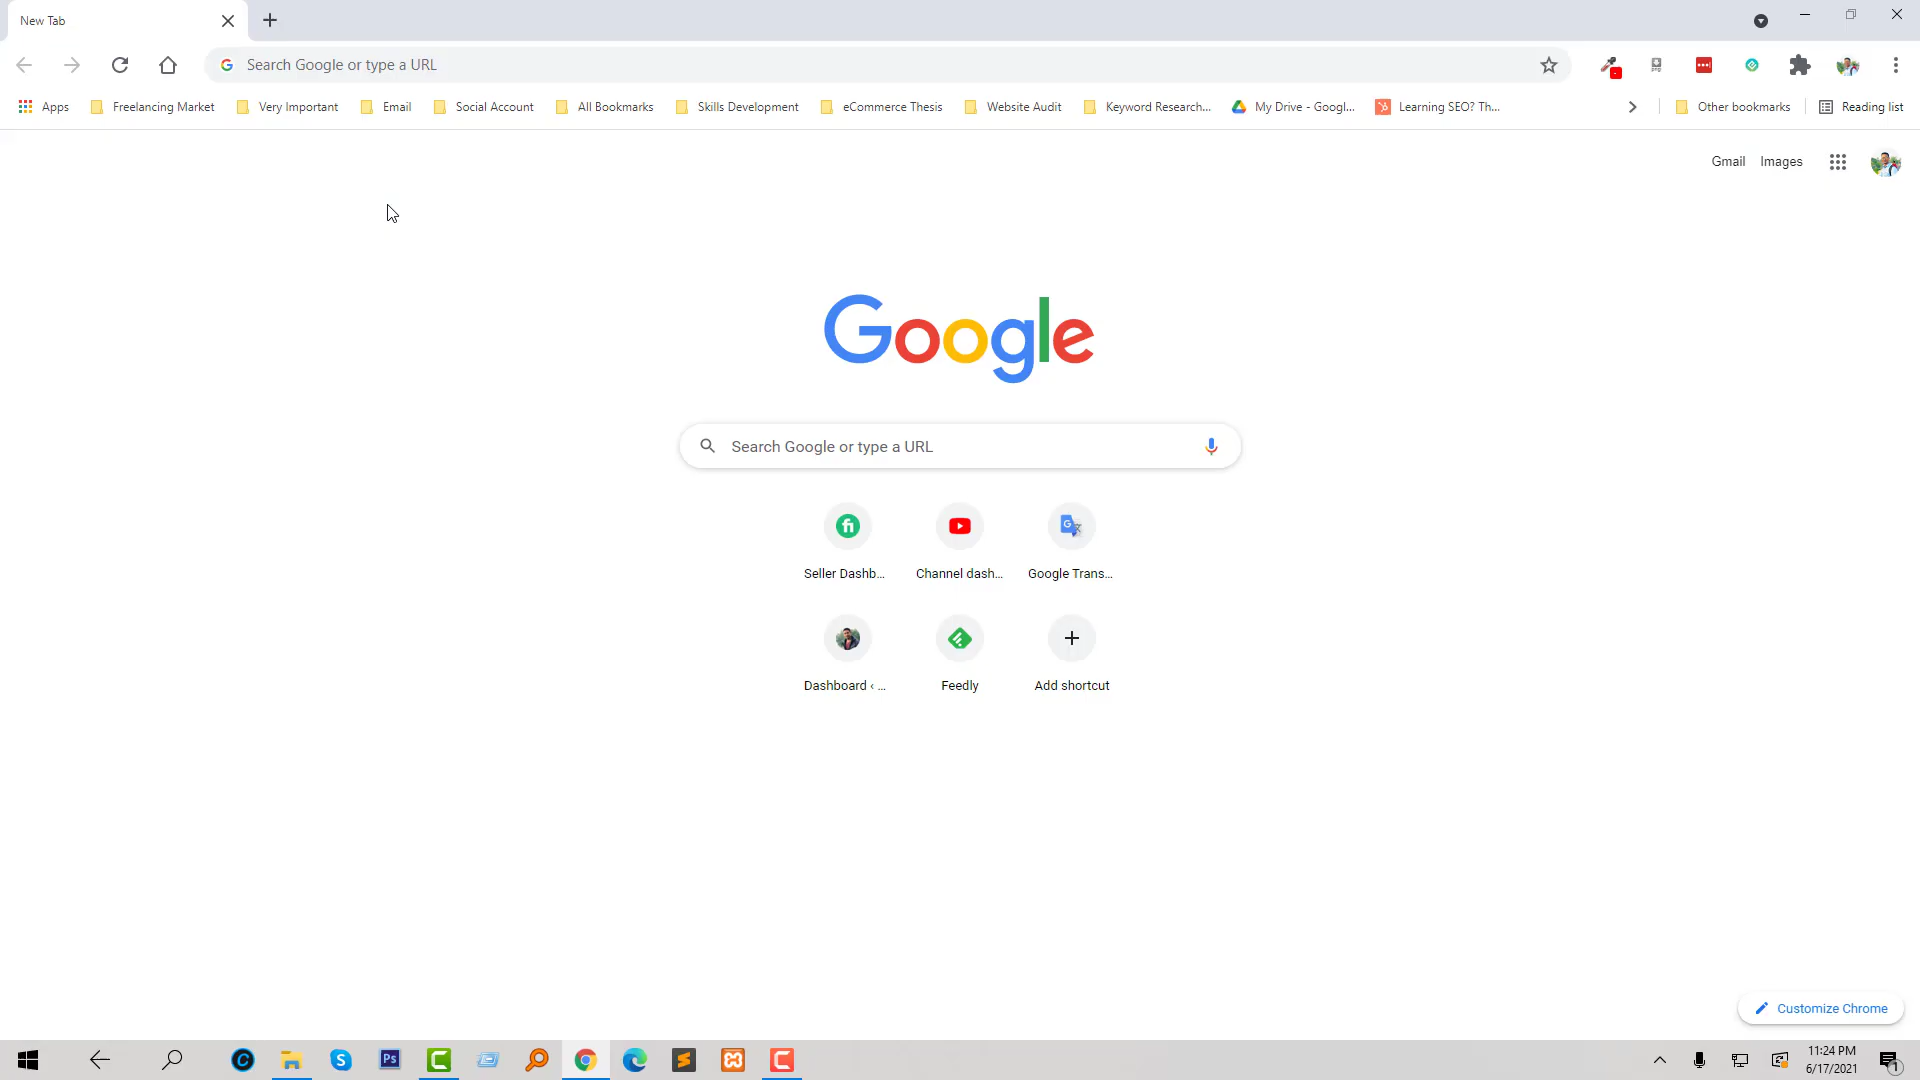 New Tab
Search Google or type a URL
Apps Freelancing Market Very Important Email Social Account All Bookmarks Skills Development eCommerce Thesis Website Audit Keyword Research... My Drive - Googl... Learning SEO? Th... Other bookmarks Reading list
Gmail Images
Google
Search Google or type a URL
Seller Dashb... Channel dash... Google Trans...
Dashboard ‹ ... Feedly Add shortcut
Customize Chrome
11:24 PM
6/17/2021